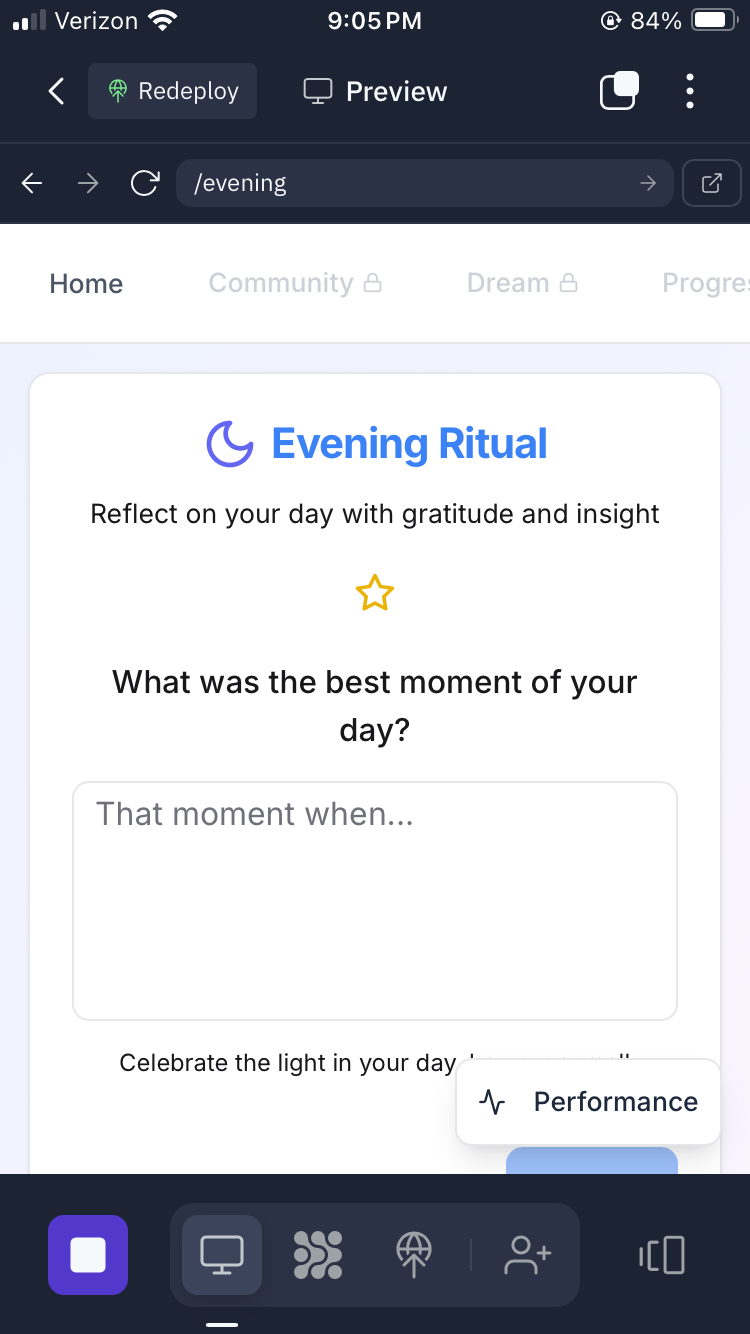 Verizon 9:05 PM 84%
Redeploy Preview
/evening
Home Community Dream Progres
Evening Ritual
Reflect on your day with gratitude and insight
What was the best moment of your
day?
That moment when...
Celebrate the light in your day
Performance